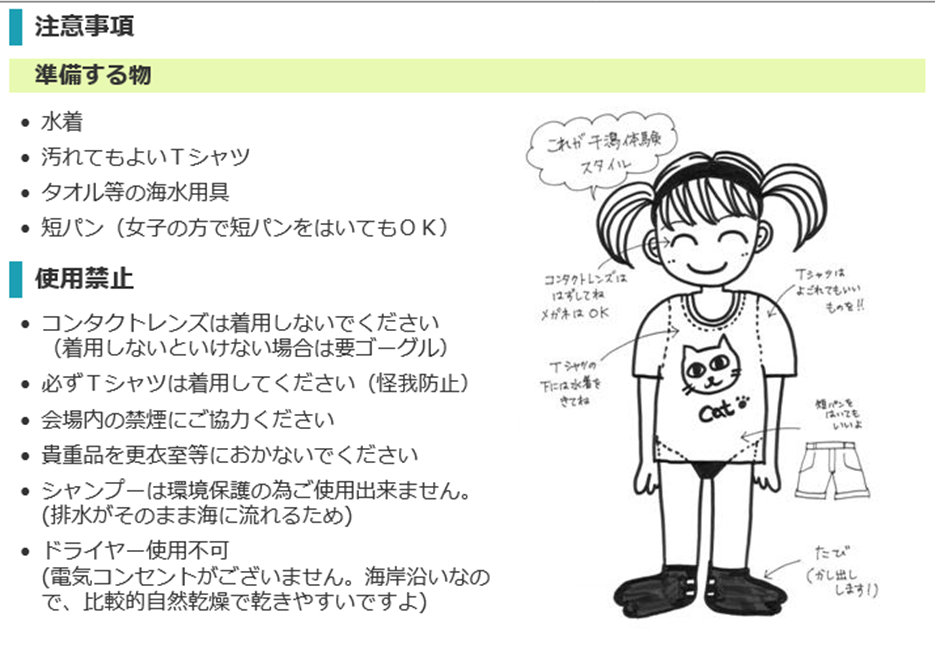 注意事項
準備する物
水着
汚れてもよいＴシャツ
タオル等の海水用具
短パン（女子の方で短パンをはいてもＯＫ）
使用禁止
コンタクトレンズは着用しないでください
（着用しないといけない場合は要ゴーグル）
必ずＴシャツは着用してください（怪我防止）
会場内の禁煙にご協力ください
貴重品を更衣室等におかないでください
シャンプーは環境保護の為ご使用出来ません。
(排水がそのまま海に流れるため)
ドライヤー使用不可
(電気コンセントがございません。海岸沿いなの
で、比較的自然乾燥で乾きやすいですよ)
これが干潟体験
スタイル
コンタクトレンズは
はずしてね
メガネはOK
Tシャツは
よごれてもいい
ものを!!
Tシャツの
下には水着を
きてね
cat
短パンを
はいても
いいよ
たび
(かし出し
します!)